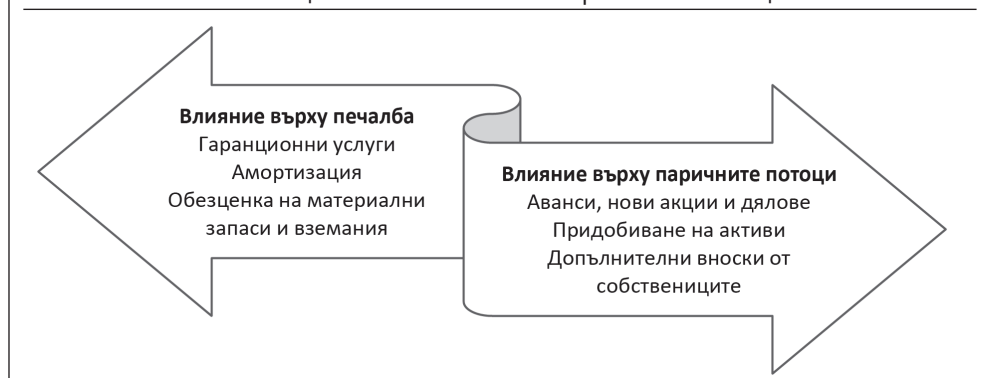 Влияние върху печалба
Гаранционни услуги
Амортизация
Обезценка на материални
запаси и вземания
Влияние върху паричните потоци
Аванси, нови акции и дялове
Придобиване на активи
Допълнителни вноски от
собствениците